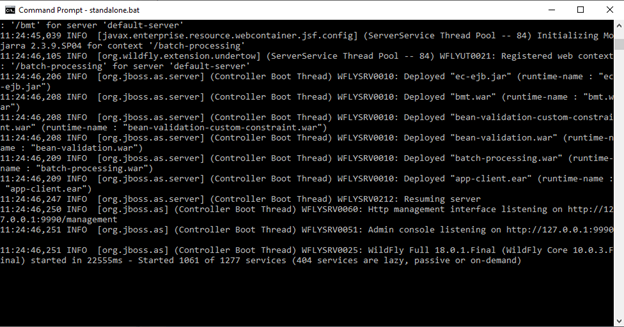 Command Prompt - standalone.bat
: '/bmt' for server 'default-server'
11:24:45,039 INFO  [javax.enterprise.resource.webcontainer.jsf.config] (ServerService Thread Pool -- 84) Initializing Mo
jarra 2.3.9.SP04 for context '/batch-processing'
11:24:46,105 INFO  [org.wildfly.extension.undertow] (ServerService Thread Pool -- 84) WFLYUT0021: Registered web context
: '/batch-processing' for server 'default-server'
11:24:46,206 INFO  [org.jboss.as.server] (Controller Boot Thread) WFLYSRV0010: Deployed "ec-ejb.jar" (runtime-name : "ec
-ejb.jar")
11:24:46,208 INFO  [org.jboss.as.server] (Controller Boot Thread) WFLYSRV0010: Deployed "bmt.war" (runtime-name : "bmt.w
ar")
11:24:46,208 INFO  [org.jboss.as.server] (Controller Boot Thread) WFLYSRV0010: Deployed "bean-validation-custom-constrai
nt.war" (runtime-name : "bean-validation-custom-constraint.war")
11:24:46,208 INFO  [org.jboss.as.server] (Controller Boot Thread) WFLYSRV0010: Deployed "bean-validation.war" (runtime-n
ame : "bean-validation.war")
11:24:46,209 INFO  [org.jboss.as.server] (Controller Boot Thread) WFLYSRV0010: Deployed "batch-processing.war" (runtime-
name : "batch-processing.war")
11:24:46,209 INFO  [org.jboss.as.server] (Controller Boot Thread) WFLYSRV0010: Deployed "app-client.ear" (runtime-name :
 "app-client.ear")
11:24:46,247 INFO  [org.jboss.as.server] (Controller Boot Thread) WFLYSRV0212: Resuming server
11:24:46,250 INFO  [org.jboss.as] (Controller Boot Thread) WFLYSRV0060: Http management interface listening on http://12
7.0.0.1:9990/management
11:24:46,251 INFO  [org.jboss.as] (Controller Boot Thread) WFLYSRV0051: Admin console listening on http://127.0.0.1:9990
11:24:46,251 INFO  [org.jboss.as] (Controller Boot Thread) WFLYSRV0025: WildFly Full 18.0.1.Final (WildFly Core 10.0.3.F
inal) started in 22555ms - Started 1061 of 1277 services (404 services are lazy, passive or on-demand)